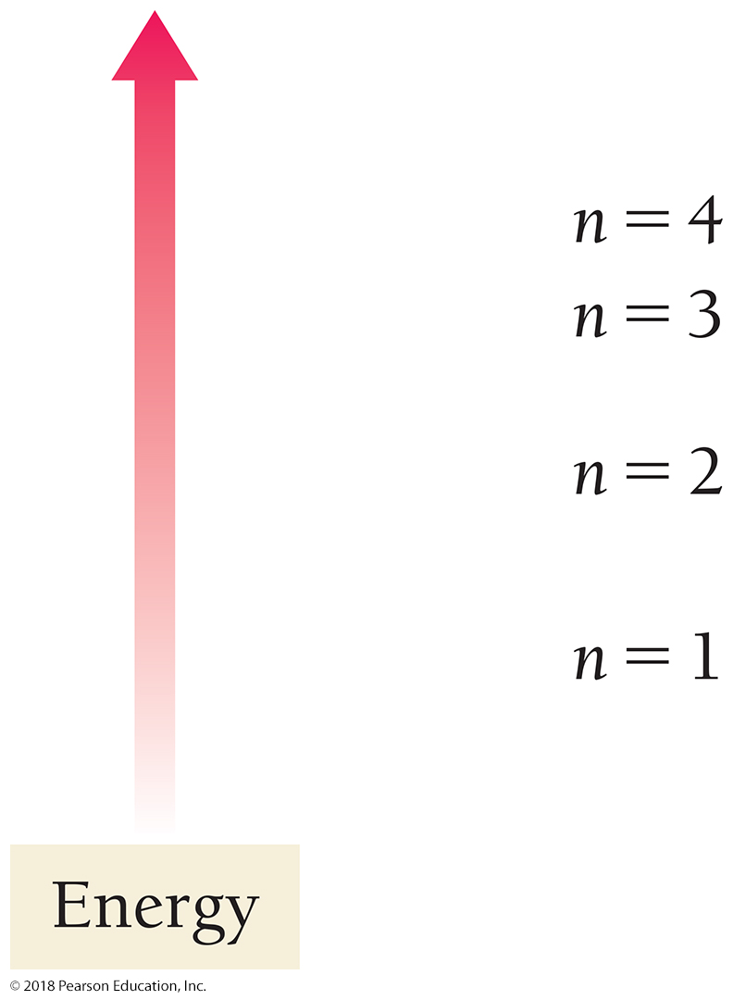 n = 4
n = 3
n = 2
n = 1
Energy
© 2018 Pearson Education, Inc.